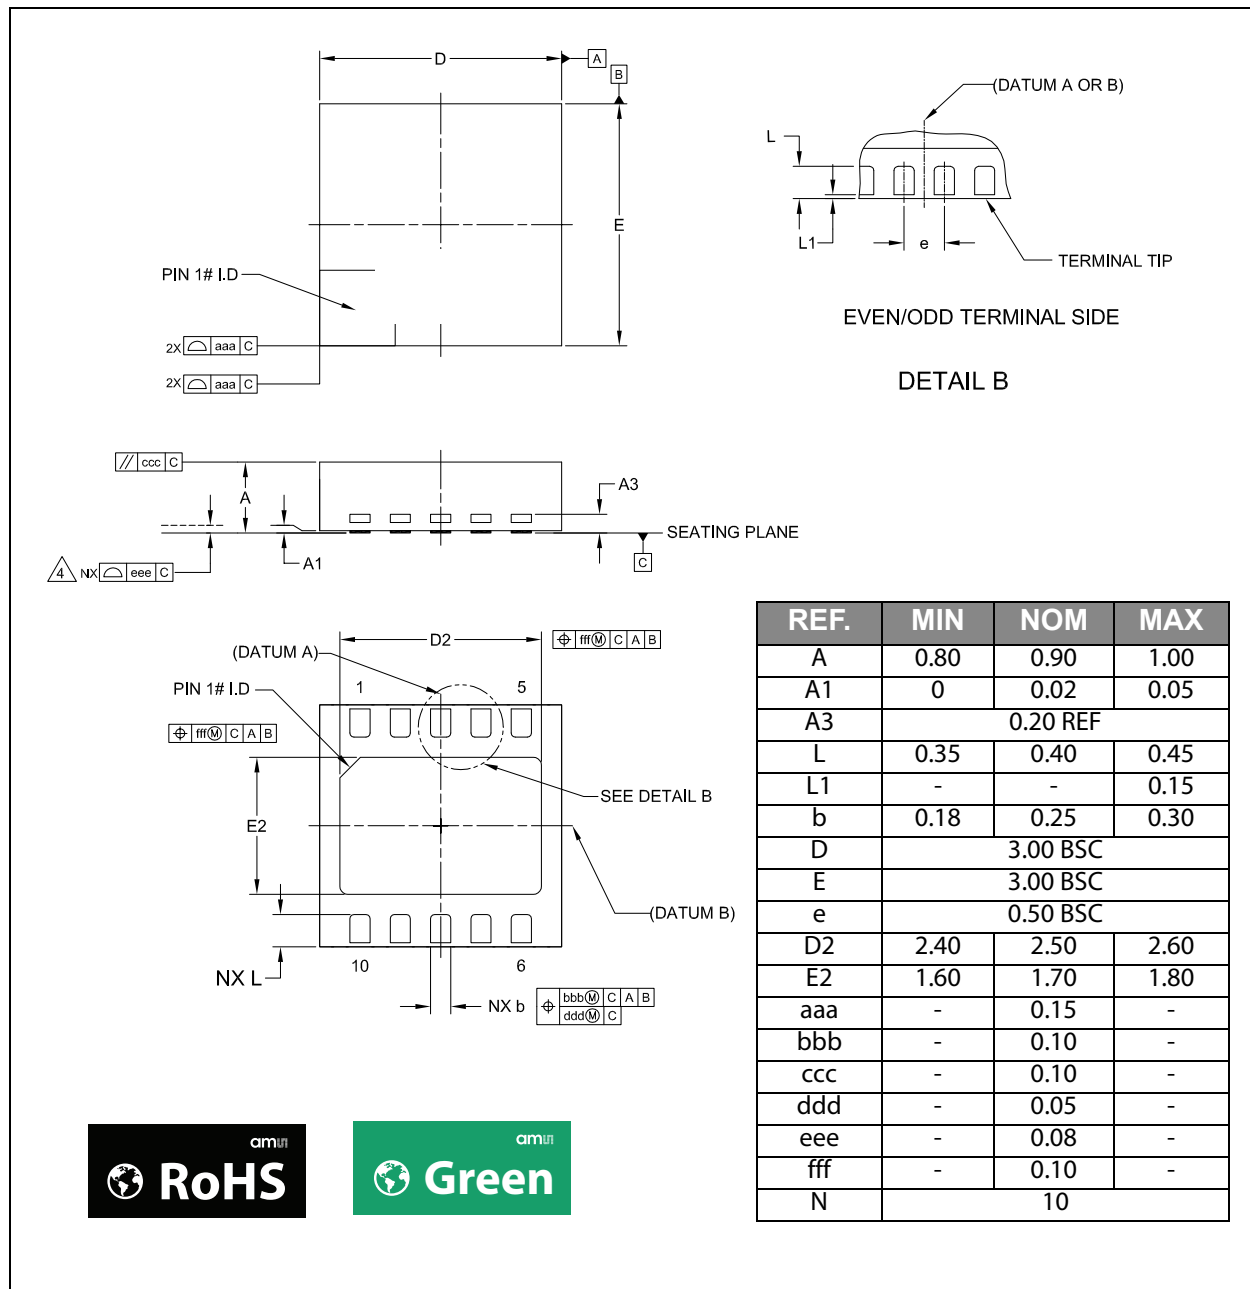 D
A
B
E
PIN 1# I.D
2X aaa C
2X aaa C
(DATUM A OR B)
L
L1
e
TERMINAL TIP
EVEN/ODD TERMINAL SIDE
DETAIL B
// ccc C
A
A3
SEATING PLANE
A1
C
4 NX eee C
D2
fff Ⓜ C A B
(DATUM A)
PIN 1# I.D
1 5
fff Ⓜ C A B
SEE DETAIL B
E2
(DATUM B)
10 6
NX L
NX b
bbb Ⓜ C A B
ddd Ⓜ C
REF. MIN NOM MAX
A 0.80 0.90 1.00
A1 0 0.02 0.05
A3 0.20 REF
L 0.35 0.40 0.45
L1 - - 0.15
b 0.18 0.25 0.30
D 3.00 BSC
E 3.00 BSC
e 0.50 BSC
D2 2.40 2.50 2.60
E2 1.60 1.70 1.80
aaa - 0.15 -
bbb - 0.10 -
ccc - 0.10 -
ddd - 0.05 -
eee - 0.08 -
fff - 0.10 -
N 10
amu
RoHS
amu
Green